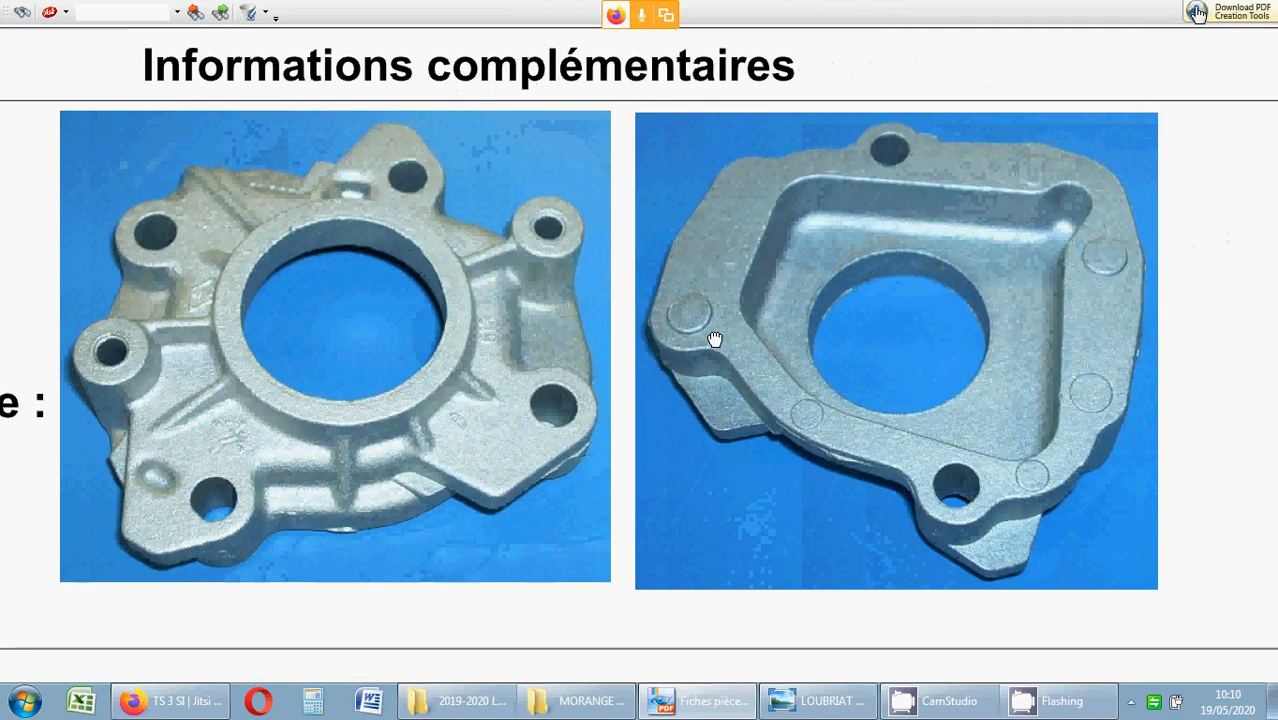 Ask
Download PDF
Creation Tools
Informations complémentaires
e :
TS 3 SI | Jitsi ...
2019-2020 L...
MORANGE ...
Fiches pièce...
LOUBRIAT ...
CamStudio
Flashing
10:10
19/05/2020